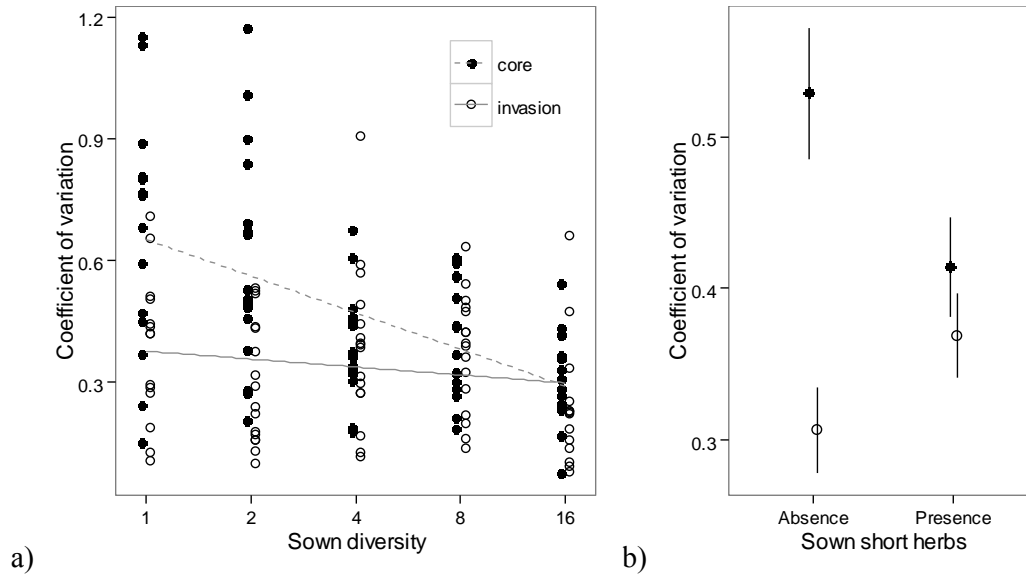 1.2
0.9
0.6
0.3
Coefficient of variation
core
invasion
1 2 4 8 16
Sown diversity
a)
0.5
0.4
0.3
Coefficient of variation
Absence Presence
Sown short herbs
b)